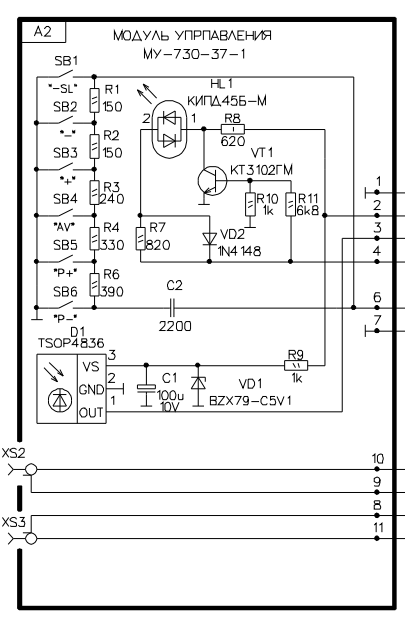 A2
МОДУЛЬ УПРПАВЛЕНИЯ
МУ-730-37-1
SB1
"-SL"
R1
150
SB2
"-"
R2
150
SB3
"+"
R3
240
SB4
"AV"
R4
330
SB5
"P+"
R6
390
SB6
"P-"
HL1
КИПД45Б-М
2
1
R8
620
VT1
КТ3102ГМ
R10
1k
R11
6k8
R7
820
VD2
1N4148
C2
2200
D1
TSOP4836
VS
3
GND
2
OUT
1
C1
100u
10V
VD1
BZX79-C5V1
R9
1k
1
2
3
4
6
7
XS2
10
9
XS3
8
11